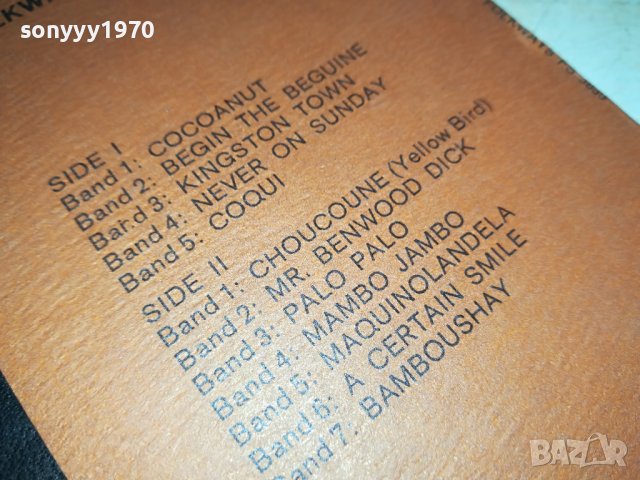 sonyyy1970
SIDE I
Band 1: COCOANUT
Band 2: BEGIN THE BEGUINE
Bar.d 3: KINGSTON TOWN
Band 4: NEVER ON SUNDAY
Band 5: COQUI
SIDE II
Band 1: CHOUCOUNE (Yellow Bird)
Band 2: MR. BENWOOD DICK
Band 3: PALO PALO
Band 4: MAMBO JAMBO
Band 5: MAQUINOLANDELA
Band 6: A CERTAIN SMILE
Band 7. BAMBOUSHAY
BAZAR